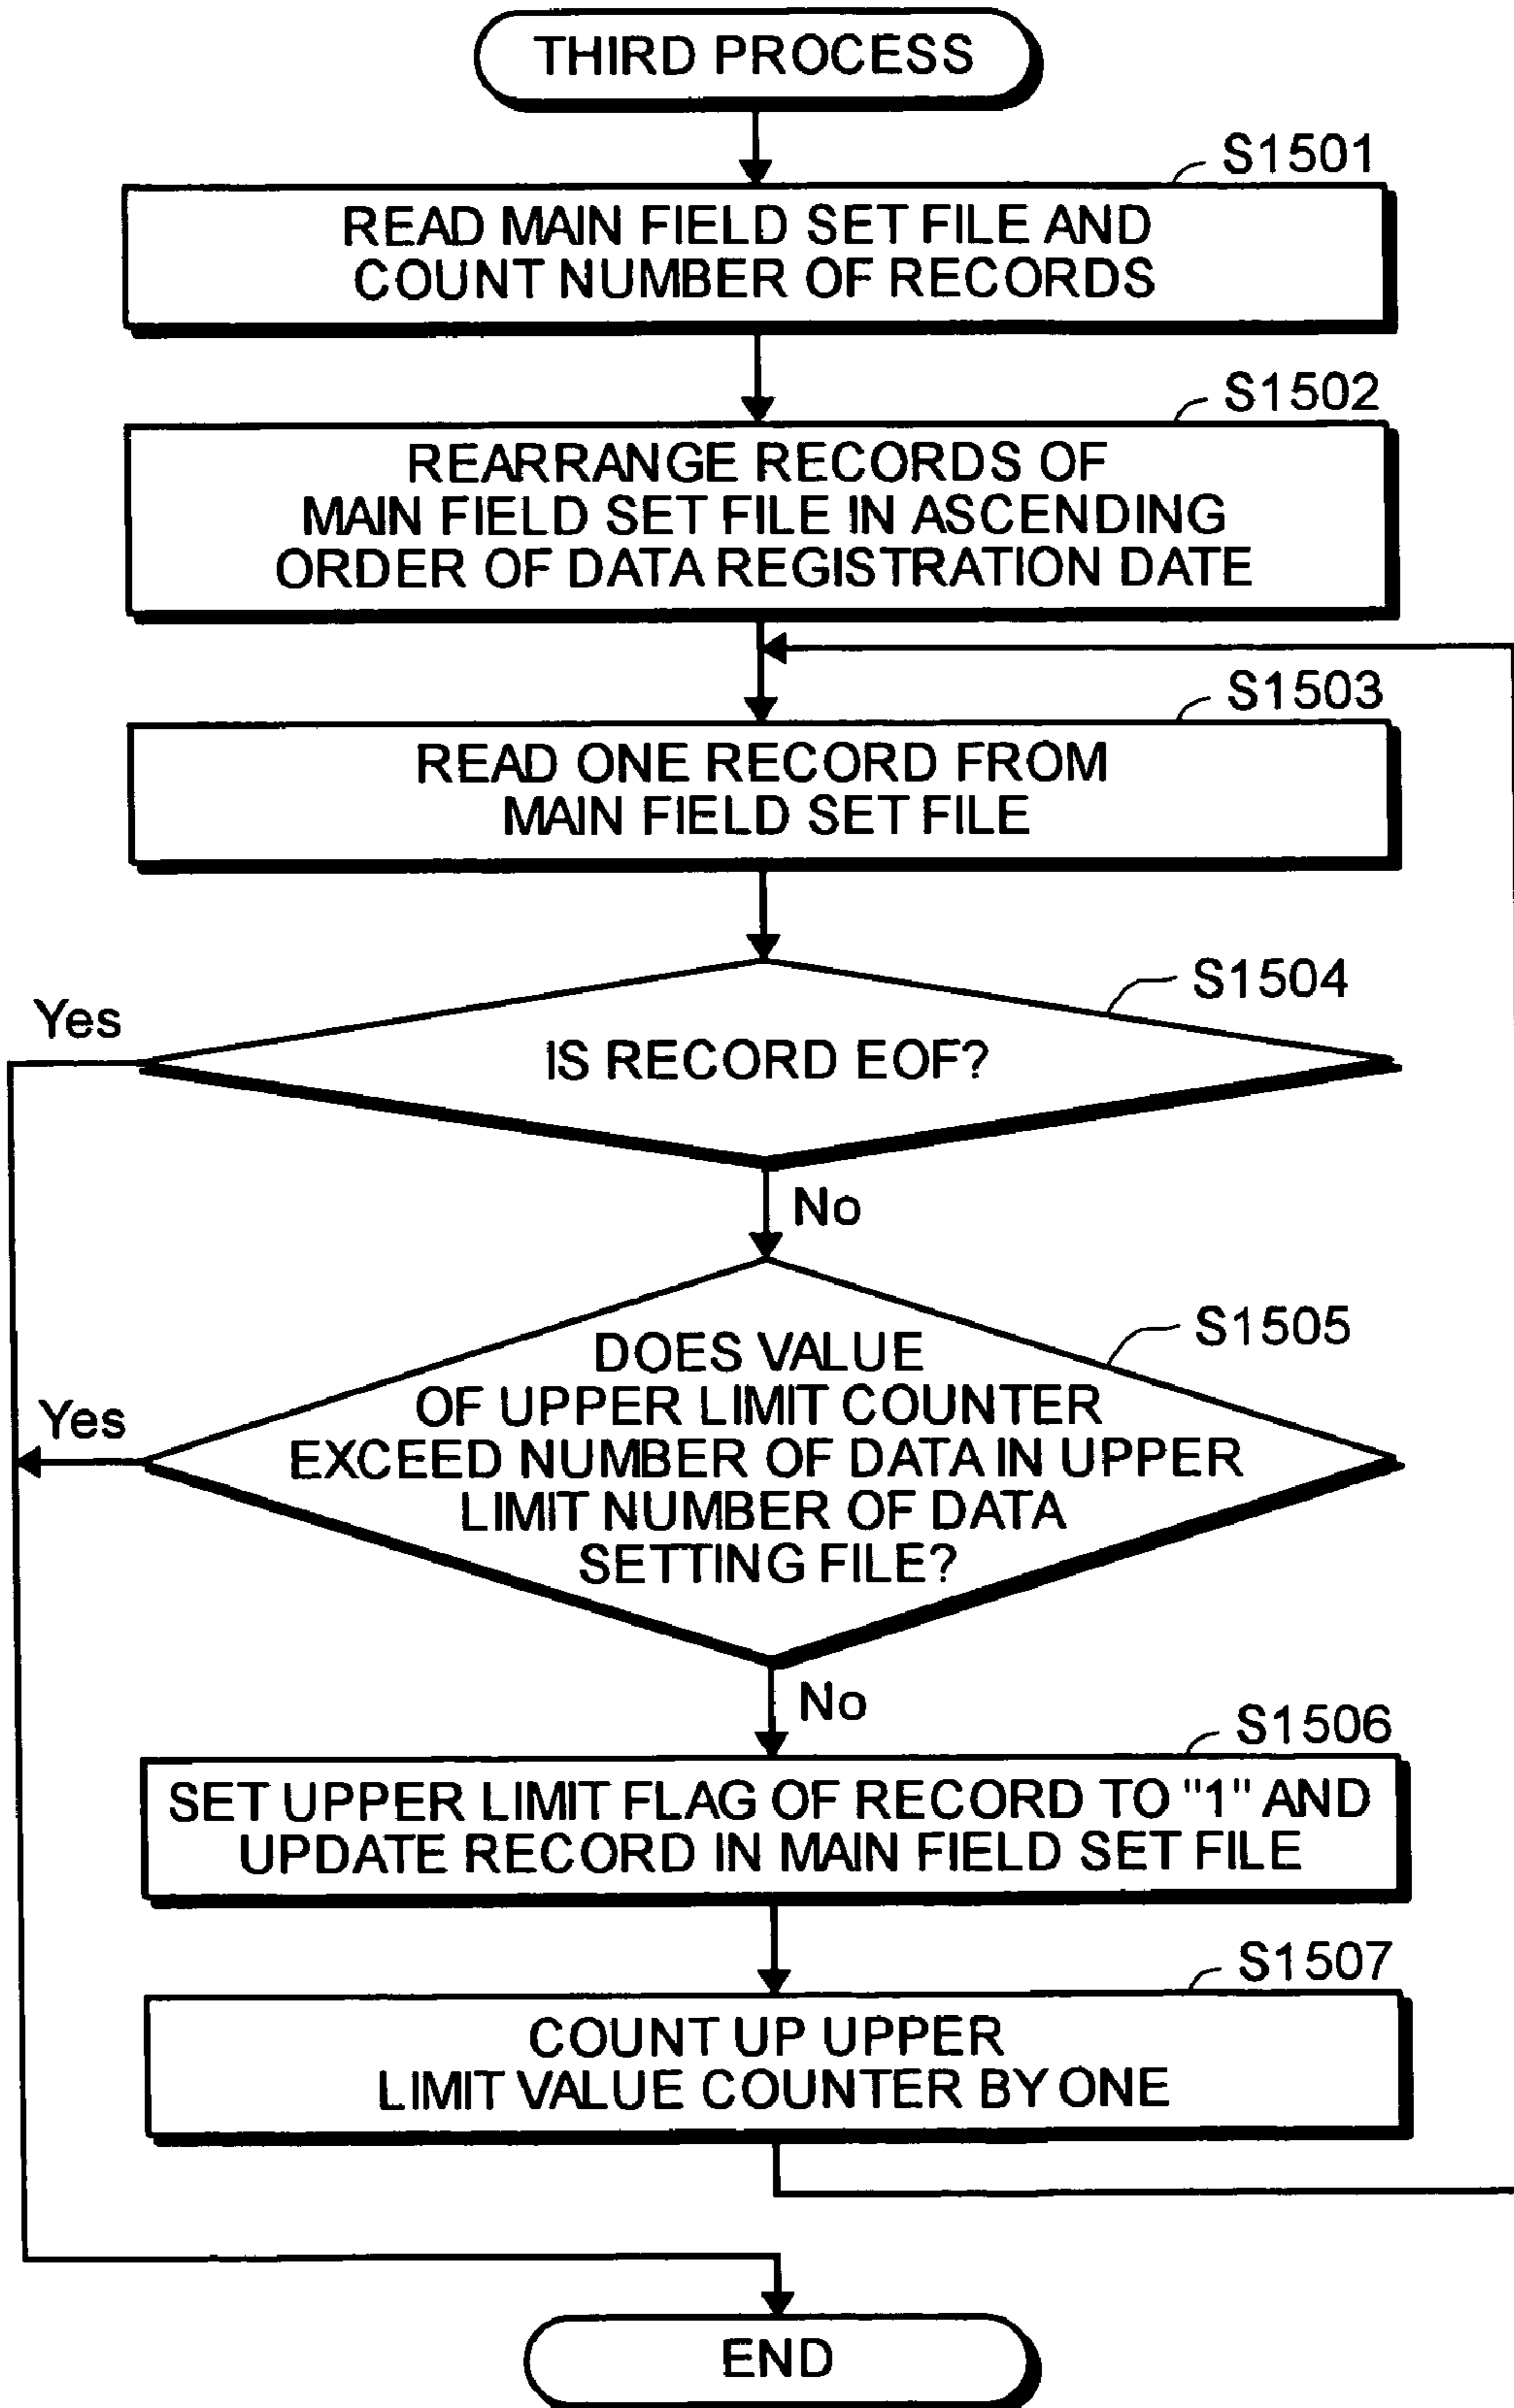 THIRD PROCESS
S1501
READ MAIN FIELD SET FILE AND
COUNT NUMBER OF RECORDS
S1502
REARRANGE RECORDS OF
MAIN FIELD SET FILE IN ASCENDING
ORDER OF DATA REGISTRATION DATE
S1503
READ ONE RECORD FROM
MAIN FIELD SET FILE
S1504
Yes
IS RECORD EOF?
No
S1505
Yes
DOES VALUE
OF UPPER LIMIT COUNTER
EXCEED NUMBER OF DATA IN UPPER
LIMIT NUMBER OF DATA
SETTING FILE?
No
S1506
SET UPPER LIMIT FLAG OF RECORD TO "1" AND
UPDATE RECORD IN MAIN FIELD SET FILE
S1507
COUNT UP UPPER
LIMIT VALUE COUNTER BY ONE
END